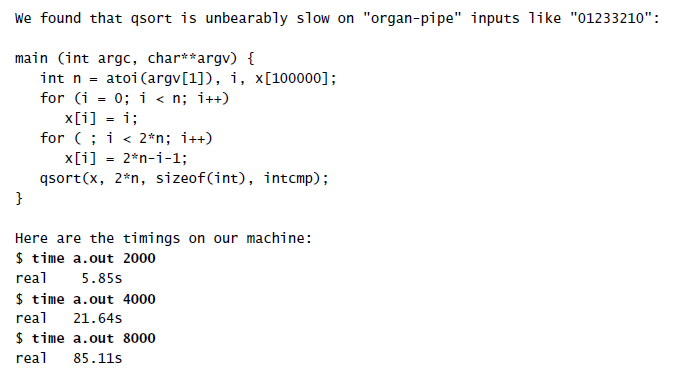 We found that qsort is unbearably slow on "organ-pipe" inputs like "01233210":
main (int argc, char**argv) {
   int n = atoi(argv[1]), i, x[100000];
   for (i = 0; i < n; i++)
      x[i] = i;
   for ( ; i < 2*n; i++)
      x[i] = 2*n-i-1;
   qsort(x, 2*n, sizeof(int), intcmp);
}
Here are the timings on our machine:
$ time a.out 2000
real    5.85s
$ time a.out 4000
real   21.64s
$ time a.out 8000
real   85.11s